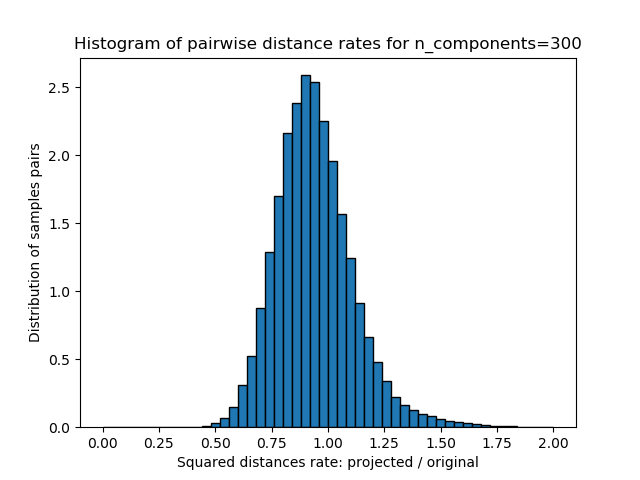 Histogram of pairwise distance rates for n_components=300
Distribution of samples pairs
2.5
2.0
1.5
1.0
0.5
0.0
0.00 0.25 0.50 0.75 1.00 1.25 1.50 1.75 2.00
Squared distances rate: projected / original